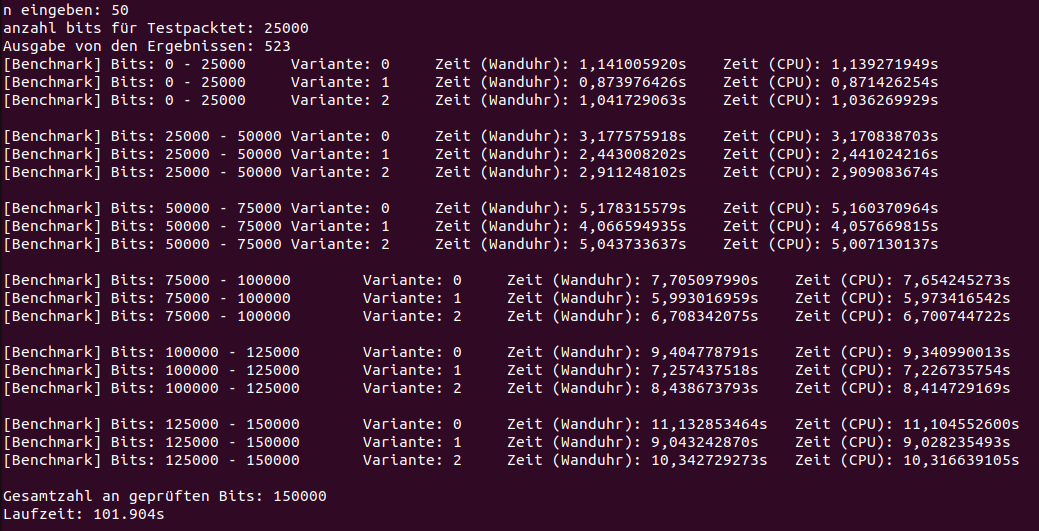 n eingeben: 50
anzahl bits für Testpacktet: 25000
Ausgabe von den Ergebnissen: 523
[Benchmark] Bits: 0 - 25000 Variante: 0 Zeit (Wanduhr): 1,141005920s Zeit (CPU): 1,139271949s
[Benchmark] Bits: 0 - 25000 Variante: 1 Zeit (Wanduhr): 0,873976426s Zeit (CPU): 0,871426254s
[Benchmark] Bits: 0 - 25000 Variante: 2 Zeit (Wanduhr): 1,041729063s Zeit (CPU): 1,036269929s
[Benchmark] Bits: 25000 - 50000 Variante: 0 Zeit (Wanduhr): 3,177575918s Zeit (CPU): 3,170838703s
[Benchmark] Bits: 25000 - 50000 Variante: 1 Zeit (Wanduhr): 2,443008202s Zeit (CPU): 2,441024216s
[Benchmark] Bits: 25000 - 50000 Variante: 2 Zeit (Wanduhr): 2,911248102s Zeit (CPU): 2,909083674s
[Benchmark] Bits: 50000 - 75000 Variante: 0 Zeit (Wanduhr): 5,178315579s Zeit (CPU): 5,160370964s
[Benchmark] Bits: 50000 - 75000 Variante: 1 Zeit (Wanduhr): 4,066594935s Zeit (CPU): 4,057669815s
[Benchmark] Bits: 50000 - 75000 Variante: 2 Zeit (Wanduhr): 5,043733637s Zeit (CPU): 5,007130137s
[Benchmark] Bits: 75000 - 100000 Variante: 0 Zeit (Wanduhr): 7,705097990s Zeit (CPU): 7,654245273s
[Benchmark] Bits: 75000 - 100000 Variante: 1 Zeit (Wanduhr): 5,993016959s Zeit (CPU): 5,973416542s
[Benchmark] Bits: 75000 - 100000 Variante: 2 Zeit (Wanduhr): 6,708342075s Zeit (CPU): 6,700744722s
[Benchmark] Bits: 100000 - 125000 Variante: 0 Zeit (Wanduhr): 9,404778791s Zeit (CPU): 9,340990013s
[Benchmark] Bits: 100000 - 125000 Variante: 1 Zeit (Wanduhr): 7,257437518s Zeit (CPU): 7,226735754s
[Benchmark] Bits: 100000 - 125000 Variante: 2 Zeit (Wanduhr): 8,438673793s Zeit (CPU): 8,414729169s
[Benchmark] Bits: 125000 - 150000 Variante: 0 Zeit (Wanduhr): 11,132853464s Zeit (CPU): 11,104552600s
[Benchmark] Bits: 125000 - 150000 Variante: 1 Zeit (Wanduhr): 9,043242870s Zeit (CPU): 9,028235493s
[Benchmark] Bits: 125000 - 150000 Variante: 2 Zeit (Wanduhr): 10,342729273s Zeit (CPU): 10,316639105s
Gesamtzahl an geprüften Bits: 150000
Laufzeit: 101.904s